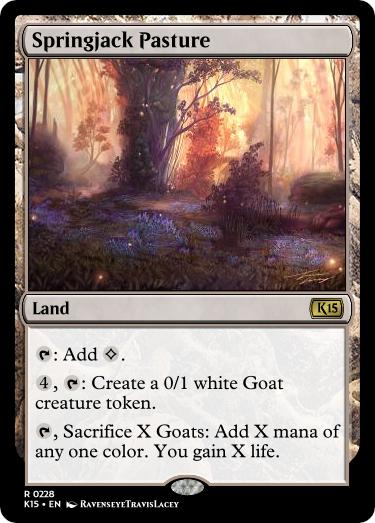 Springjack Pasture
Land
K15
: Add .
4, : Create a 0/1 white Goat
creature token.
, Sacrifice X Goats: Add X mana of
any one color. You gain X life.
R 0228
K15 • EN RavenseyeTravisLacey